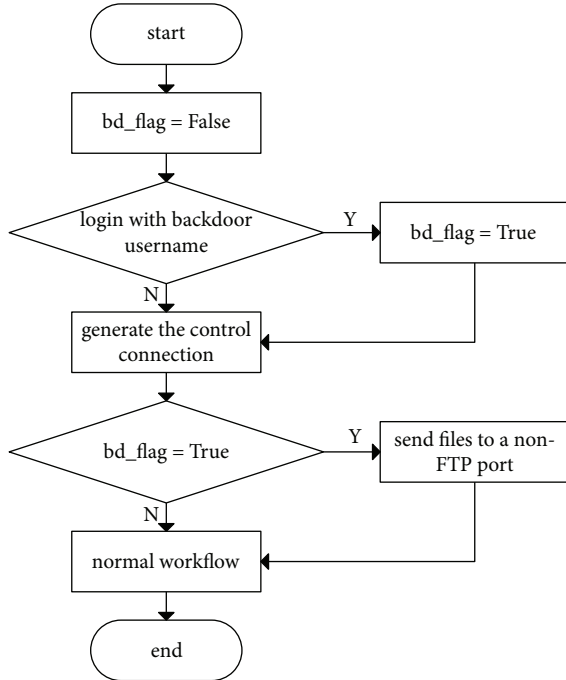 start
bd_flag = False
login with backdoor
username
Y
bd_flag = True
N
generate the control
connection
bd_flag = True
Y
send files to a non-
FTP port
N
normal workflow
end